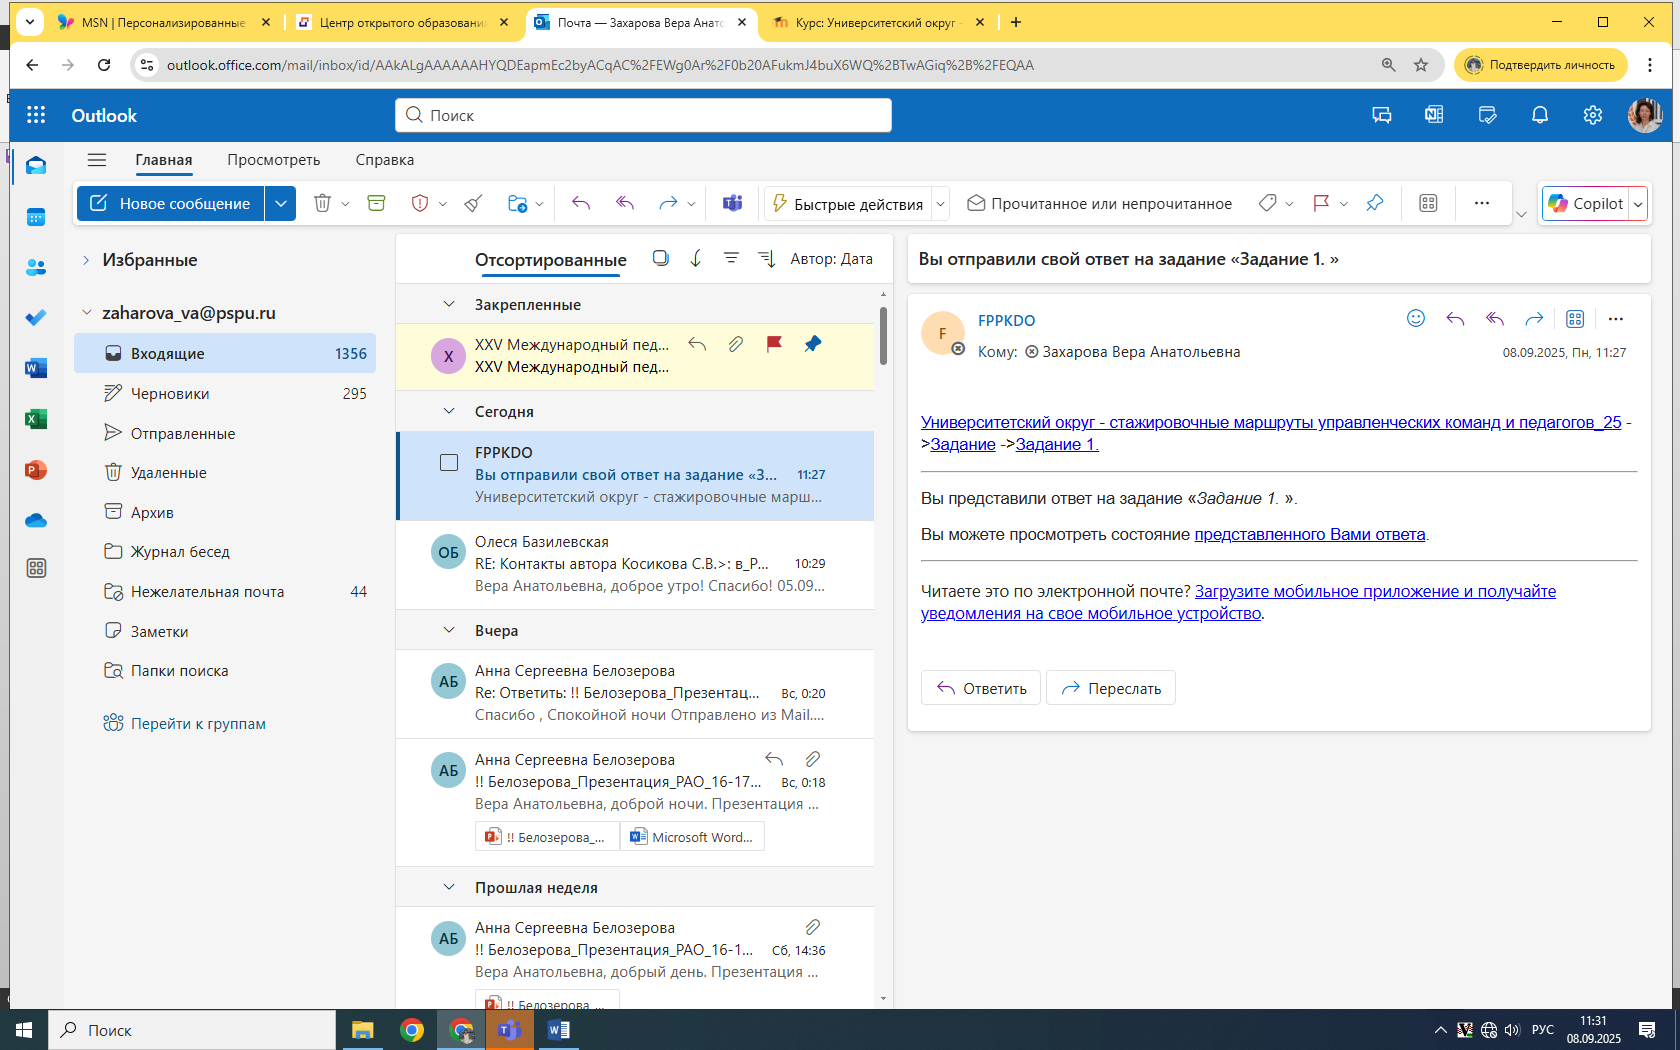 MSN | Персонализированные
Центр открытого образовани
Почта — Захарова Вера Анато
Курс: Университетский округ -
outlook.office.com/mail/inbox/id/AAkALgAAAAAAHYQDEapmEc2byACqAC%2FEWg0Ar%2F0b20AFukmJ4buX6WQ%2BTwAGiq%2B%2FEQAA
Подтвердить личность
Outlook
Поиск
Главная
Просмотреть
Справка
Новое сообщение
Быстрые действия
Прочитанное или непрочитанное
Copilot
Избранные
zaharova_va@pspu.ru
Входящие 1356
Черновики 295
Отправленные
Удаленные
Архив
Журнал бесед
Нежелательная почта 44
Заметки
Папки поиска
Перейти к группам
Отсортированные
Автор: Дата
Закрепленные
X
XXV Международный пед...
XXV Международный пед...
Сегодня
FPPKDO
Вы отправили свой ответ на задание «З... 11:27
Университетский округ - стажировочные марш...
ОБ
Олеся Базилевская
RE: Контакты автора Косикова С.В.>: в_Р... 10:29
Вера Анатольевна, доброе утро! Спасибо! 05.09...
Вчера
АБ
Анна Сергеевна Белозерова
Re: Ответить: !! Белозерова_Презентац... Вс, 0:20
Спасибо , Спокойной ночи Отправлено из Mail....
АБ
Анна Сергеевна Белозерова
!! Белозерова_Презентация_РАО_16-17... Вс, 0:18
Вера Анатольевна, доброй ночи. Презентация ...
!! Белозерова_...
Microsoft Word...
Прошлая неделя
АБ
Анна Сергеевна Белозерова
!! Белозерова_Презентация_РАО_16-1... Сб, 14:36
Вера Анатольевна, добрый день. Презентация ...
!! Белозерова_...
Вы отправили свой ответ на задание «Задание 1. »
F
FPPKDO
Кому: Захарова Вера Анатольевна
08.09.2025, Пн, 11:27
Университетский округ - стажировочные маршруты управленческих команд и педагогов_25 -
>Задание ->Задание 1.
Вы представили ответ на задание «Задание 1. ».
Вы можете просмотреть состояние представленного Вами ответа.
Читаете это по электронной почте? Загрузите мобильное приложение и получайте
уведомления на свое мобильное устройство.
Ответить
Переслать
Поиск
РУС
11:31
08.09.2025